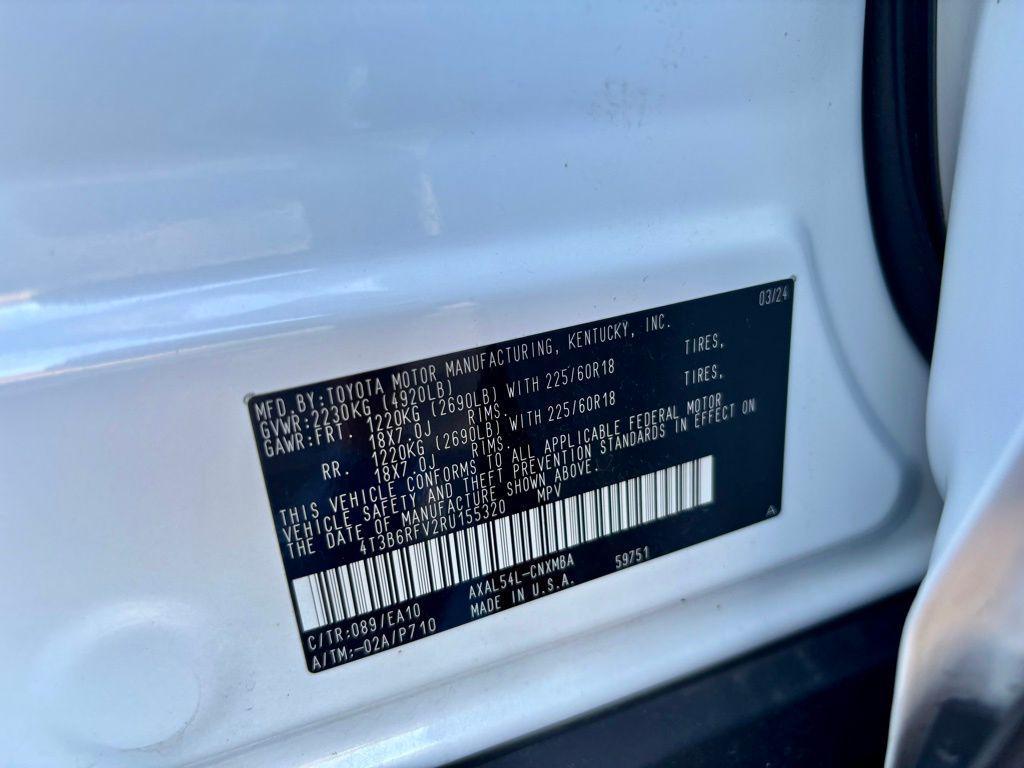 03/24
MFD.BY:TOYOTA MOTOR MANUFACTURING, KENTUCKY, INC.
GVWR:2230KG (4920LB)
GAWR:FRT. 1220KG (2690LB) WITH 225/60R18 TIRES,
18X7.0J RIMS
RR. 1220KG (2690LB) WITH 225/60R18 TIRES,
18X7.0J RIMS.
THIS VEHICLE CONFORMS TO ALL APPLICABLE FEDERAL MOTOR
VEHICLE SAFETY AND THEFT PREVENTION STANDARDS IN EFFECT ON
THE DATE OF MANUFACTURE SHOWN ABOVE.
4T3B6RFV2RU155320 MPV
C/TR:089/EA10 AXAL54L-CNXMBA 59751 A
A/TM:-02A/P710 MADE IN U.S.A.